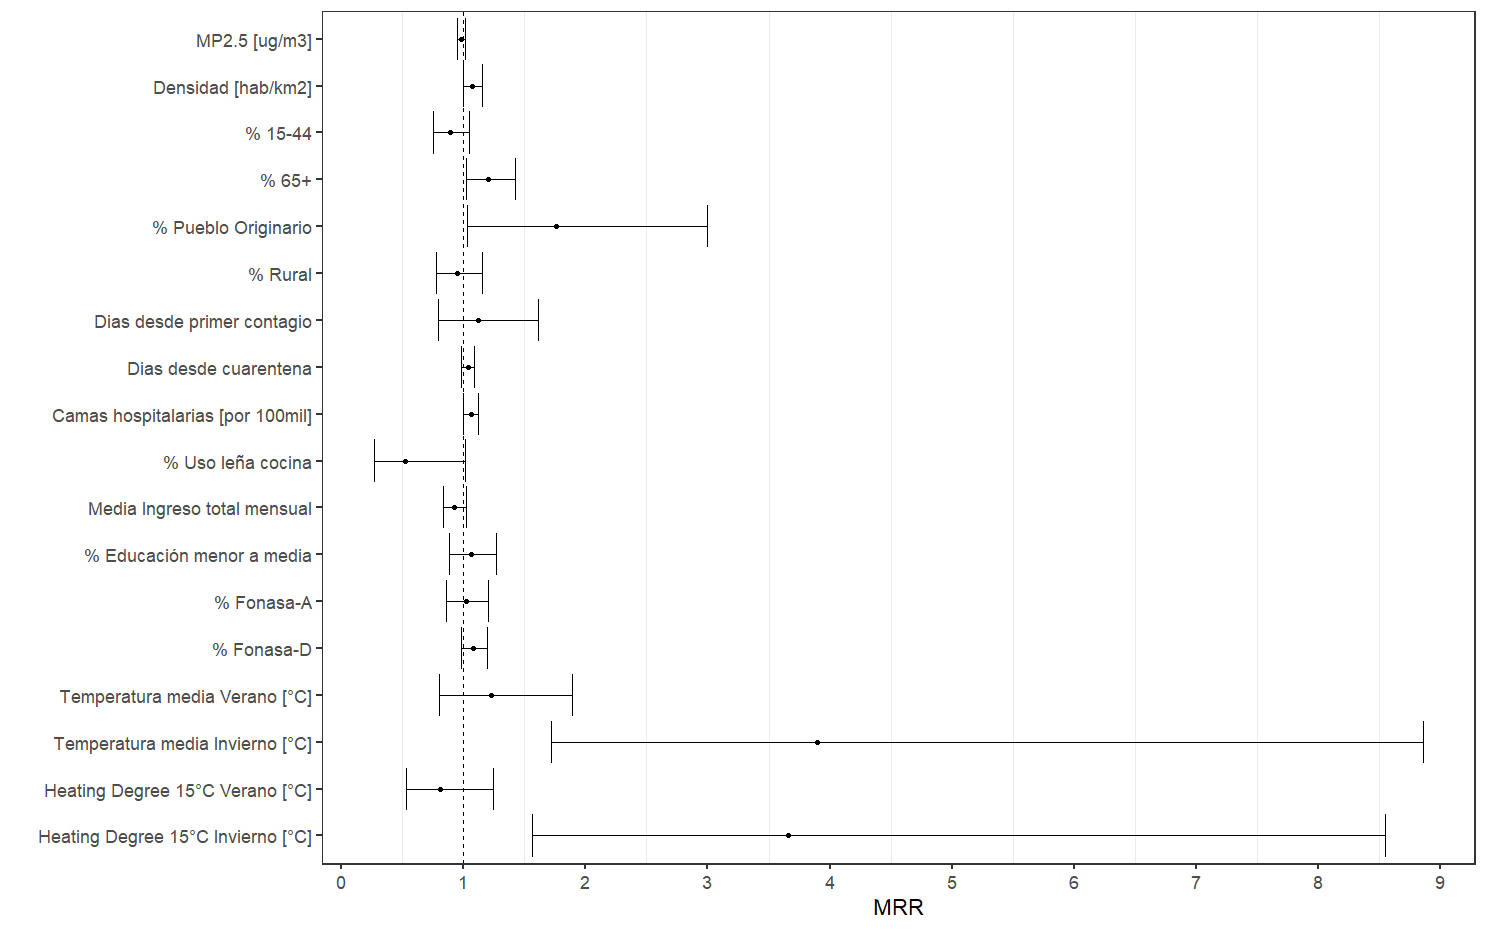 MP2.5 [ug/m3]
Densidad [hab/km2]
% 15-44
% 65+
% Pueblo Originario
% Rural
Dias desde primer contagio
Dias desde cuarentena
Camas hospitalarias [por 100mil]
% Uso leña cocina
Media Ingreso total mensual
% Educación menor a media
% Fonasa-A
% Fonasa-D
Temperatura media Verano [°C]
Temperatura media Invierno [°C]
Heating Degree 15°C Verano [°C]
Heating Degree 15°C Invierno [°C]
0 1 2 3 4 5 6 7 8 9
MRR